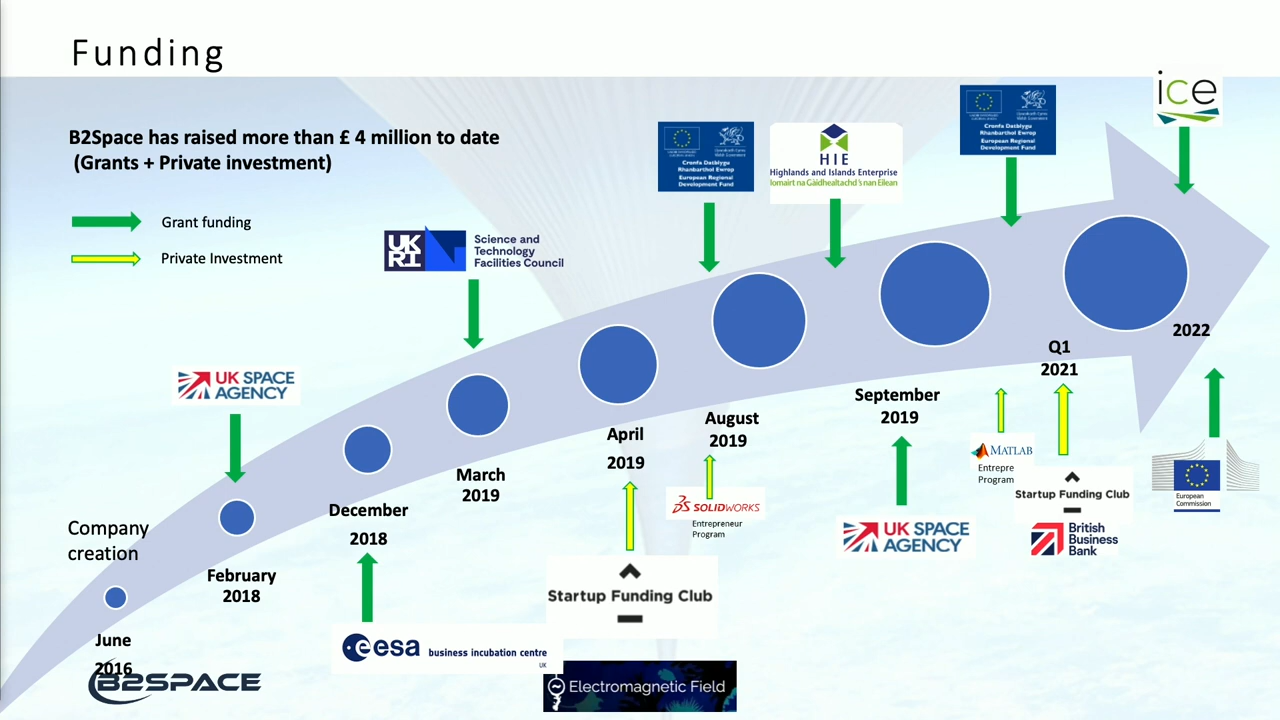 Funding
B2Space has raised more than £ 4 million to date
(Grants + Private investment)
Grant funding
Private Investment
UK
RI
Science and
Technology
Facilities Council
Cronfa Datblygu
Rhanbarthol Ewrop
European Regional
Development Fund
HIE
Highlands and Islands Enterprise
Iomairt na Gàidhealtachd 's nan Eilean
Cronfa Datblygu
Rhanbarthol Ewrop
European Regional
Development Fund
ice
UK SPACE
AGENCY
Company
creation
June
2016
February
2018
December
2018
March
2019
April
2019
August
2019
September
2019
Q1
2021
2022
esa business incubation centre
UK
Startup Funding Club
SOLIDWORKS
Entrepreneur
Program
UK SPACE
AGENCY
MATLAB
Entrepre
Program
Startup Funding Club
British
Business
Bank
European
Commission
B2SPACE
Electromagnetic Field